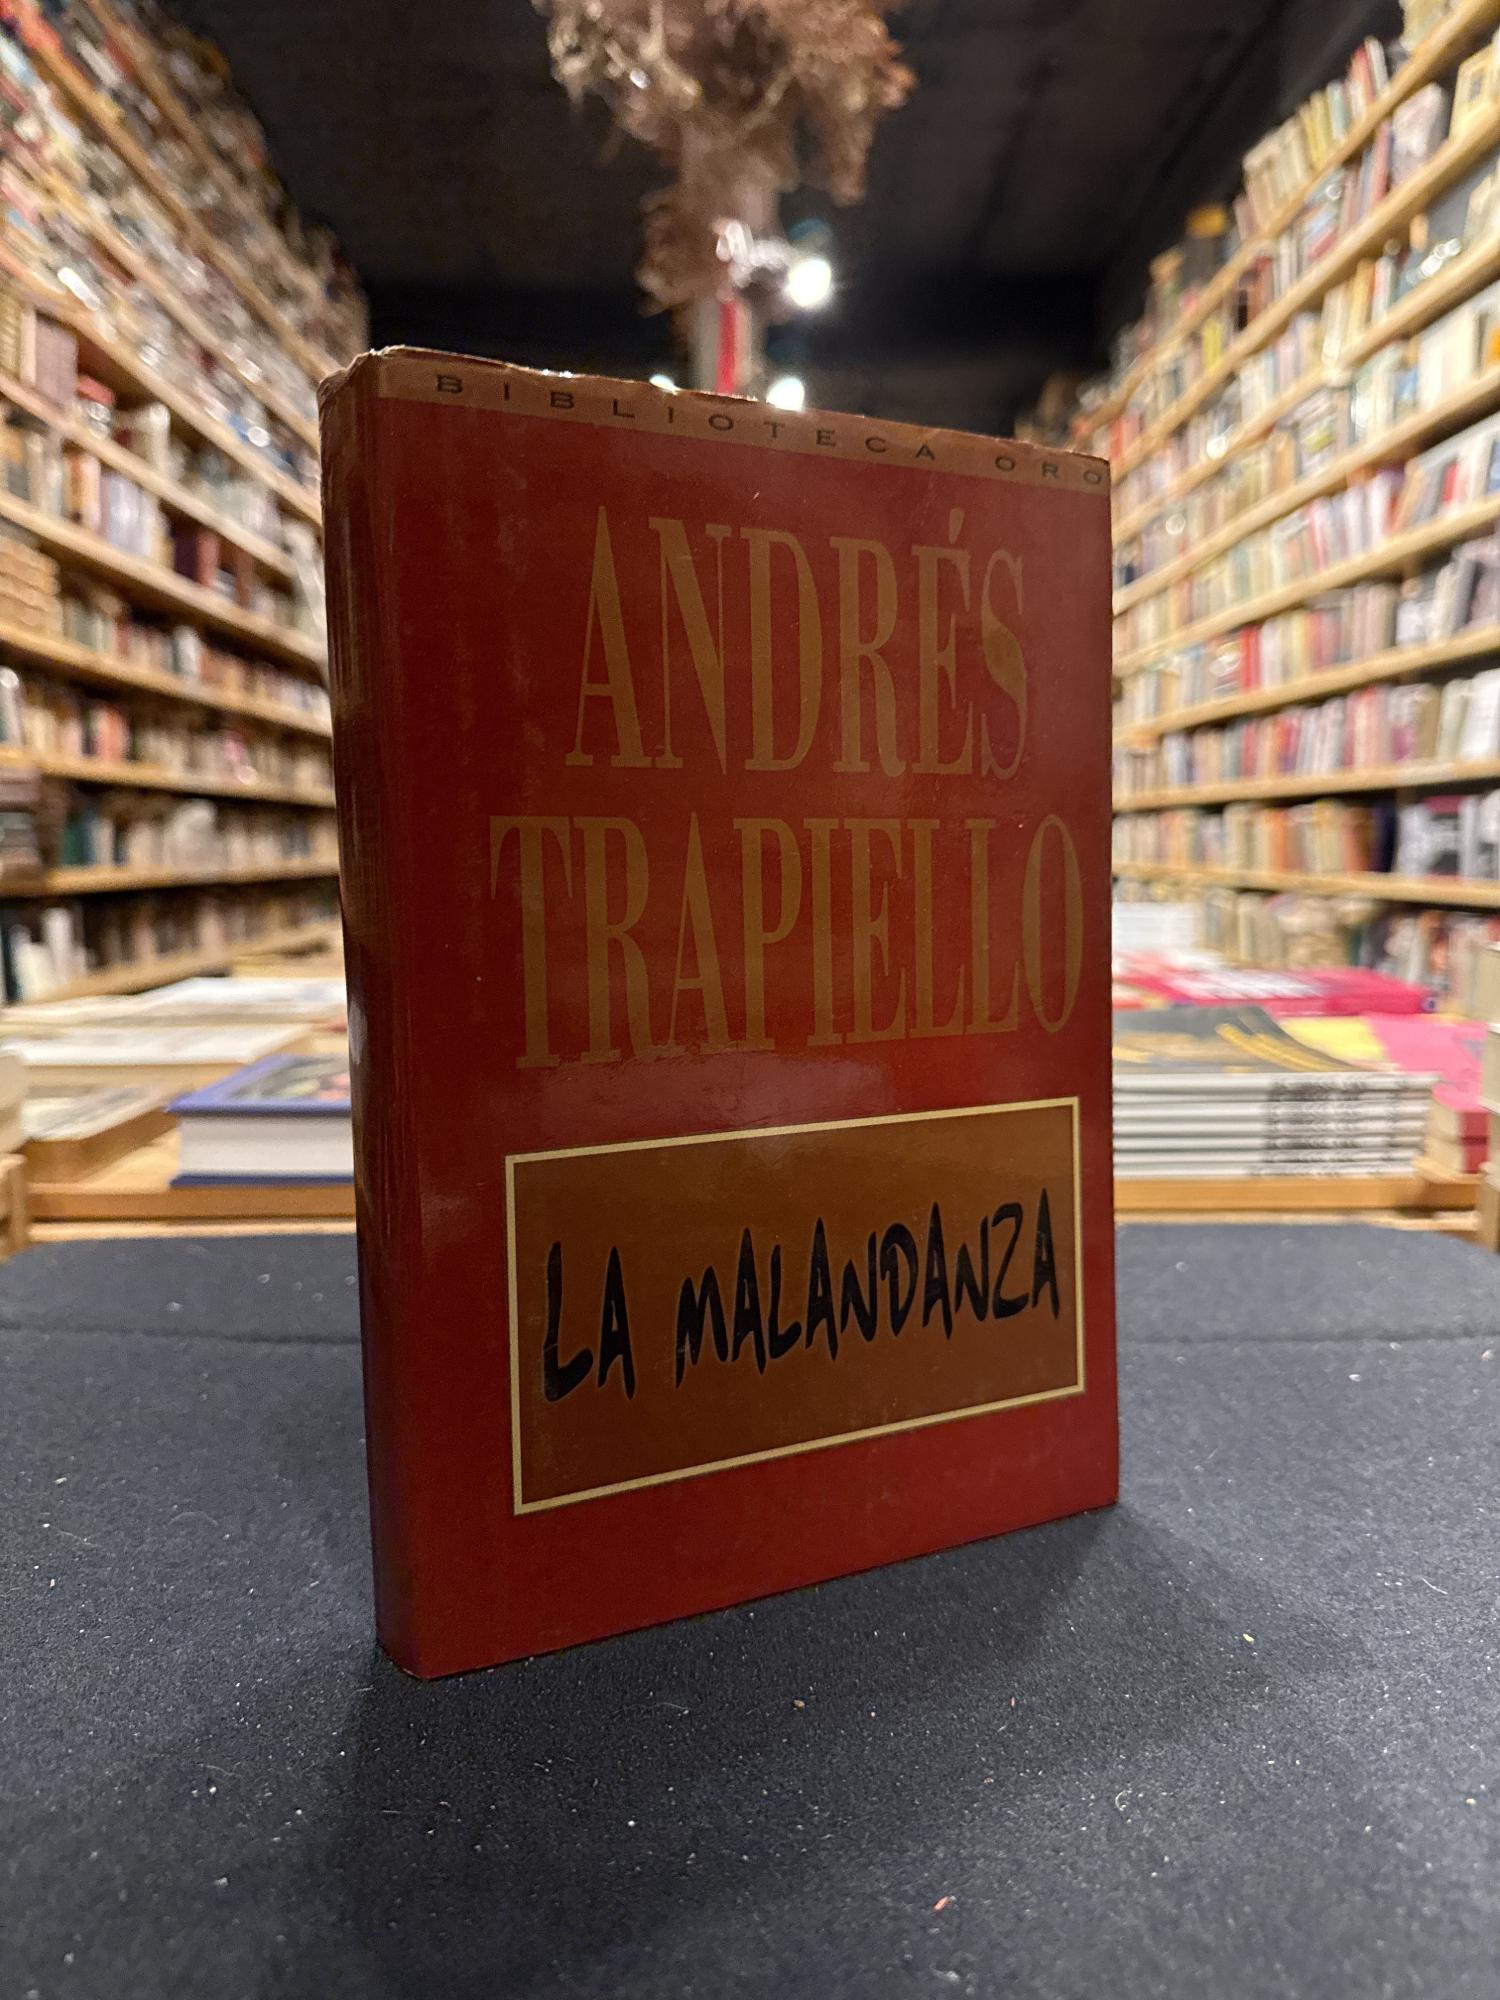 BIBLIOTECA ORO
ANDRÉS
TRAPIELLO
LA MALANDANZA